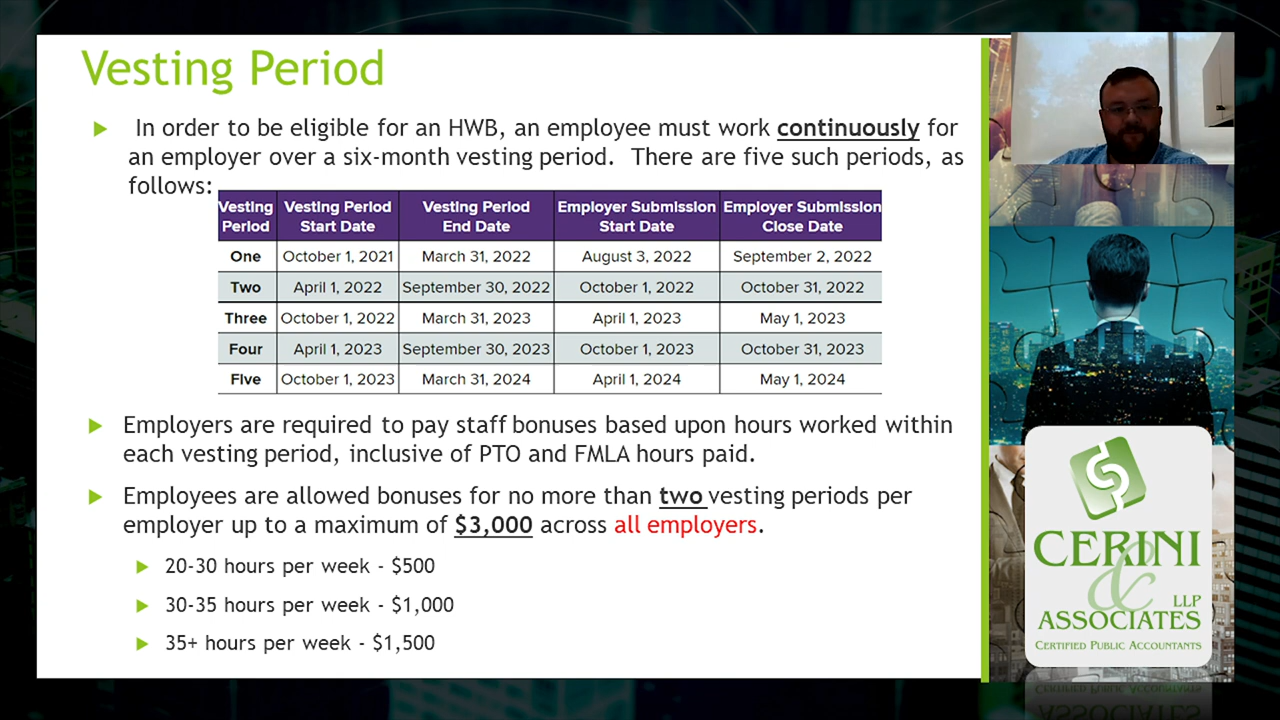 Vesting Period
In order to be eligible for an HWB, an employee must work continuously for
an employer over a six-month vesting period. There are five such periods, as
follows:
Vesting Period | Vesting Period Start Date | Vesting Period End Date | Employer Submission Start Date | Employer Submission Close Date
One | October 1, 2021 | March 31, 2022 | August 3, 2022 | September 2, 2022
Two | April 1, 2022 | September 30, 2022 | October 1, 2022 | October 31, 2022
Three | October 1, 2022 | March 31, 2023 | April 1, 2023 | May 1, 2023
Four | April 1, 2023 | September 30, 2023 | October 1, 2023 | October 31, 2023
FIve | October 1, 2023 | March 31, 2024 | April 1, 2024 | May 1, 2024
Employers are required to pay staff bonuses based upon hours worked within
each vesting period, inclusive of PTO and FMLA hours paid.
Employees are allowed bonuses for no more than two vesting periods per
employer up to a maximum of $3,000 across all employers.
20-30 hours per week - $500
30-35 hours per week - $1,000
35+ hours per week - $1,500
CERINI
&
LLP
ASSOCIATES
CERTIFIED PUBLIC ACCOUNTANTS